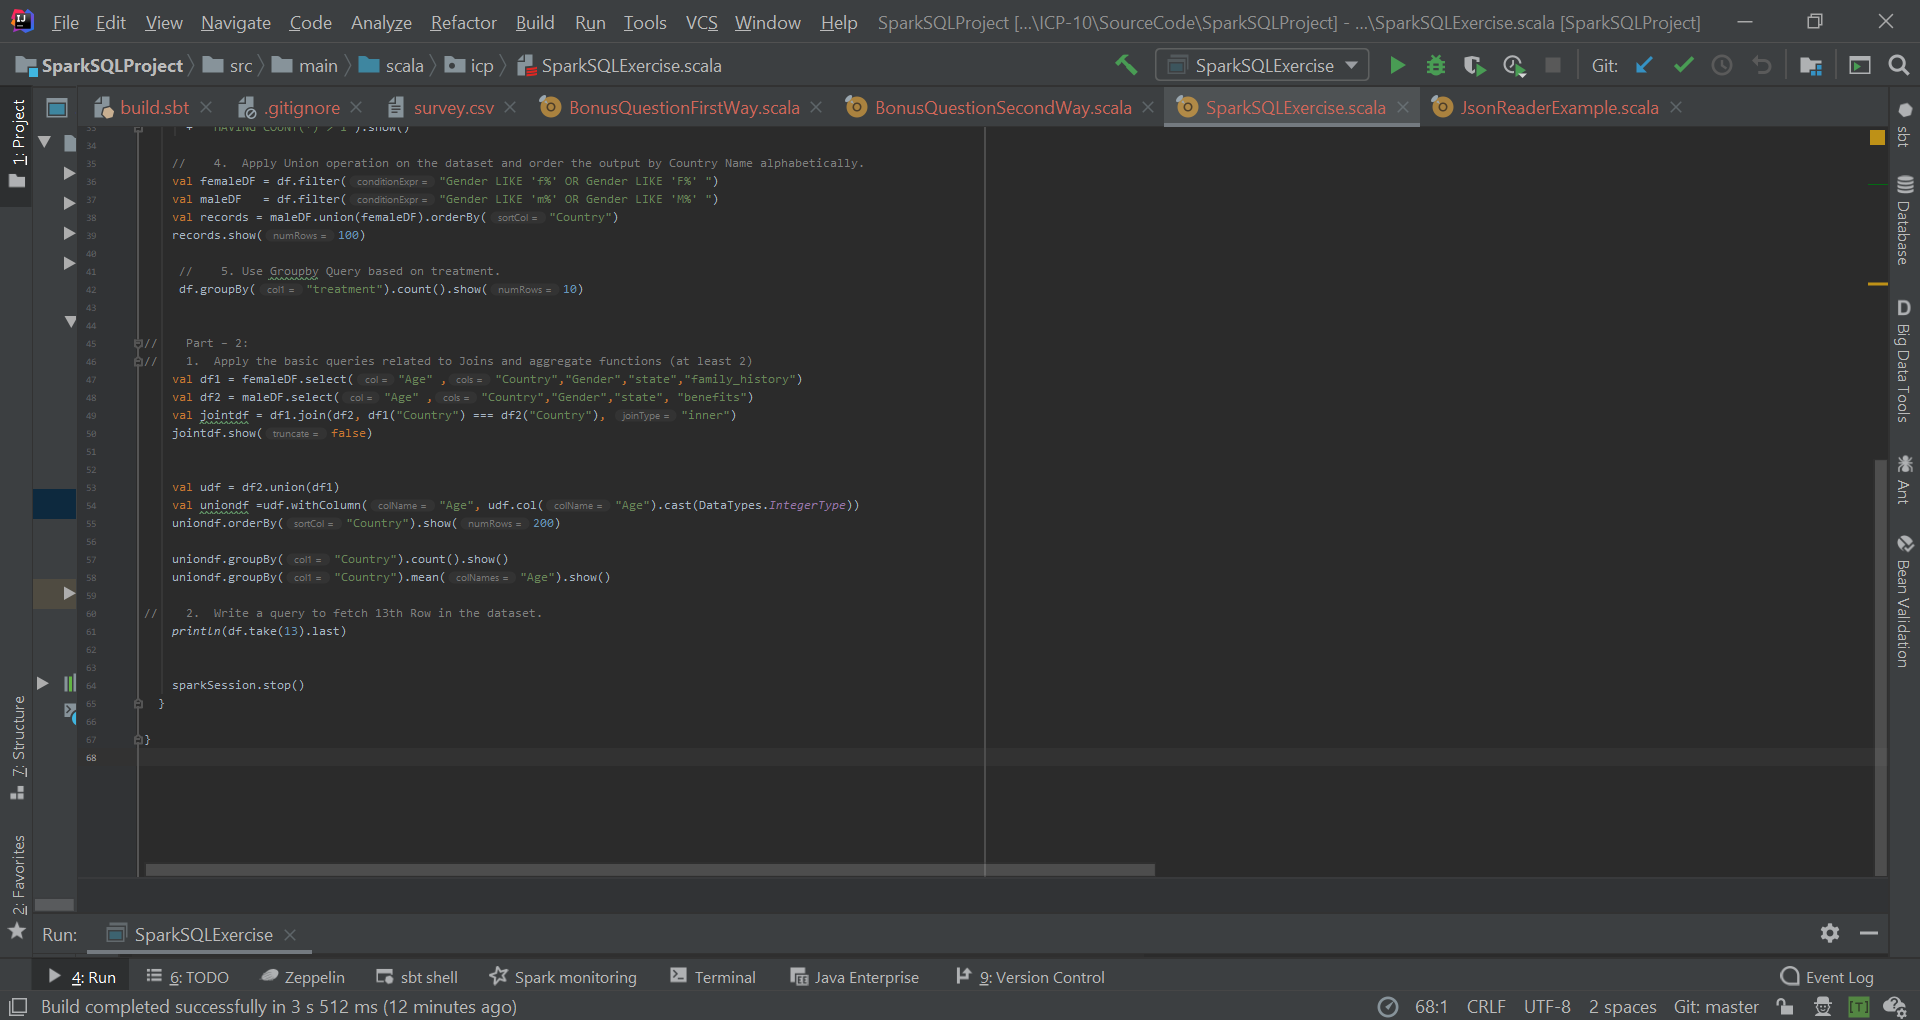 File Edit View Navigate Code Analyze Refactor Build Run Tools VCS Window Help SparkSQLProject [...\ICP-10\SourceCode\SparkSQLProject] - ...\SparkSQLExercise.scala [SparkSQLProject]
SparkSQLProject src main scala icp SparkSQLExercise.scala SparkSQLExercise Git:
build.sbt .gitignore survey.csv BonusQuestionFirstWay.scala BonusQuestionSecondWay.scala SparkSQLExercise.scala JsonReaderExample.scala
1: Project
7: Structure
2: Favorites
33 + "HAVING COUNT(*) > 1").show()
34
35 // 4. Apply Union operation on the dataset and order the output by Country Name alphabetically.
36 val femaleDF = df.filter( conditionExpr = "Gender LIKE 'f%' OR Gender LIKE 'F%' ")
37 val maleDF = df.filter( conditionExpr = "Gender LIKE 'm%' OR Gender LIKE 'M%' ")
38 val records = maleDF.union(femaleDF).orderBy( sortCol = "Country")
39 records.show( numRows = 100)
40
41 // 5. Use Groupby Query based on treatment.
42 df.groupBy( col1 = "treatment").count().show( numRows = 10)
43
44
45 // Part - 2:
46 // 1. Apply the basic queries related to Joins and aggregate functions (at least 2)
47 val df1 = femaleDF.select( col = "Age" , cols = "Country","Gender","state","family_history")
48 val df2 = maleDF.select( col = "Age" , cols = "Country","Gender","state", "benefits")
49 val jointdf = df1.join(df2, df1("Country") === df2("Country"), joinType = "inner")
50 jointdf.show( truncate = false)
51
52
53 val udf = df2.union(df1)
54 val uniondf =udf.withColumn( colName = "Age", udf.col( colName = "Age").cast(DataTypes.IntegerType))
55 uniondf.orderBy( sortCol = "Country").show( numRows = 200)
56
57 uniondf.groupBy( col1 = "Country").count().show()
58 uniondf.groupBy( col1 = "Country").mean( colNames = "Age").show()
59
60 // 2. Write a query to fetch 13th Row in the dataset.
61 println(df.take(13).last)
62
63
64 sparkSession.stop()
65 }
66
67 }
68
sbt
Database
D Big Data Tools
Ant
Bean Validation
Run: SparkSQLExercise
4: Run 6: TODO Zeppelin sbt shell Spark monitoring Terminal Java Enterprise 9: Version Control Event Log
Build completed successfully in 3 s 512 ms (12 minutes ago) 68:1 CRLF UTF-8 2 spaces Git: master [T]